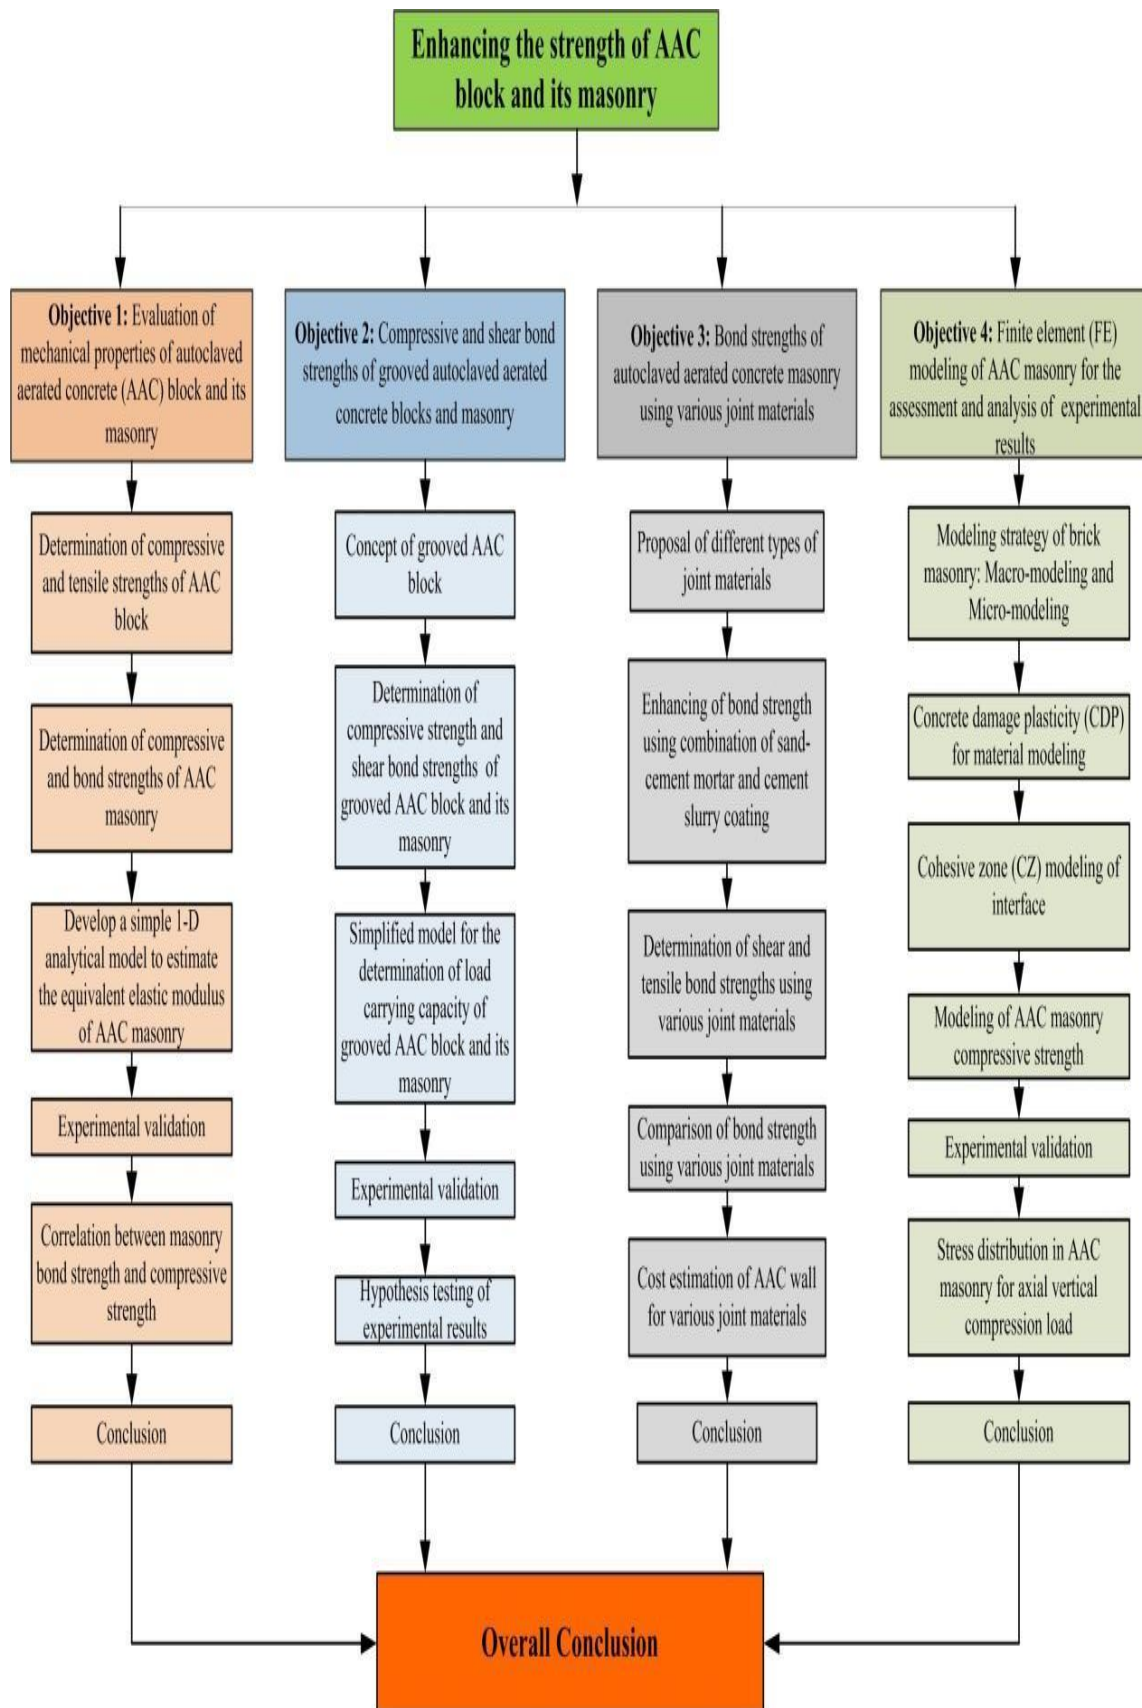 Enhancing the strength of AAC
block and its masonry
Objective 1: Evaluation of
mechanical properties of autoclaved
aerated concrete (AAC) block and its
masonry
Determination of compressive
and tensile strengths of AAC
block
Determination of compressive
and bond strengths of AAC
masonry
Develop a simple 1-D
analytical model to estimate
the equivalent elastic modulus
of AAC masonry
Experimental validation
Correlation between masonry
bond strength and compressive
strength
Conclusion
Objective 2: Compressive and shear bond
strengths of grooved autoclaved aerated
concrete blocks and masonry
Concept of grooved AAC
block
Determination of
compressive strength and
shear bond strengths of
grooved AAC block and its
masonry
Simplified model for the
determination of load
carrying capacity of
grooved AAC block and its
masonry
Experimental validation
Hypothesis testing of
experimental results
Conclusion
Objective 3: Bond strengths of
autoclaved aerated concrete masonry
using various joint materials
Proposal of different types of
joint materials
Enhancing of bond strength
using combination of sand-
cement mortar and cement
slurry coating
Determination of shear and
tensile bond strengths using
various joint materials
Comparison of bond strength
using various joint materials
Cost estimation of AAC wall
for various joint materials
Conclusion
Objective 4: Finite element (FE)
modeling of AAC masonry for the
assessment and analysis of experimental
results
Modeling strategy of brick
masonry: Macro-modeling and
Micro-modeling
Concrete damage plasticity (CDP)
for material modeling
Cohesive zone (CZ) modeling of
interface
Modeling of AAC masonry
compressive strength
Experimental validation
Stress distribution in AAC
masonry for axial vertical
compression load
Conclusion
Overall Conclusion